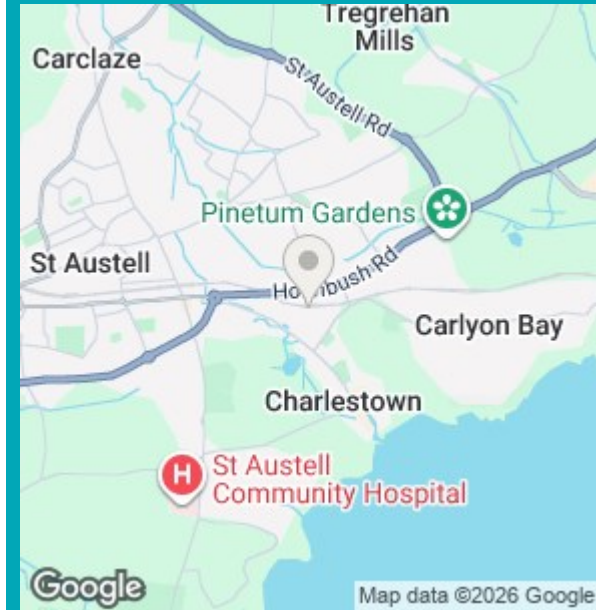 Tregrehan
Mills
Carclaze
St Austell Rd
Pinetum Gardens
St Austell
Carlyon Bay
Charlestown
H
St Austell
Community Hospital
Google
Map data ©2026 Google